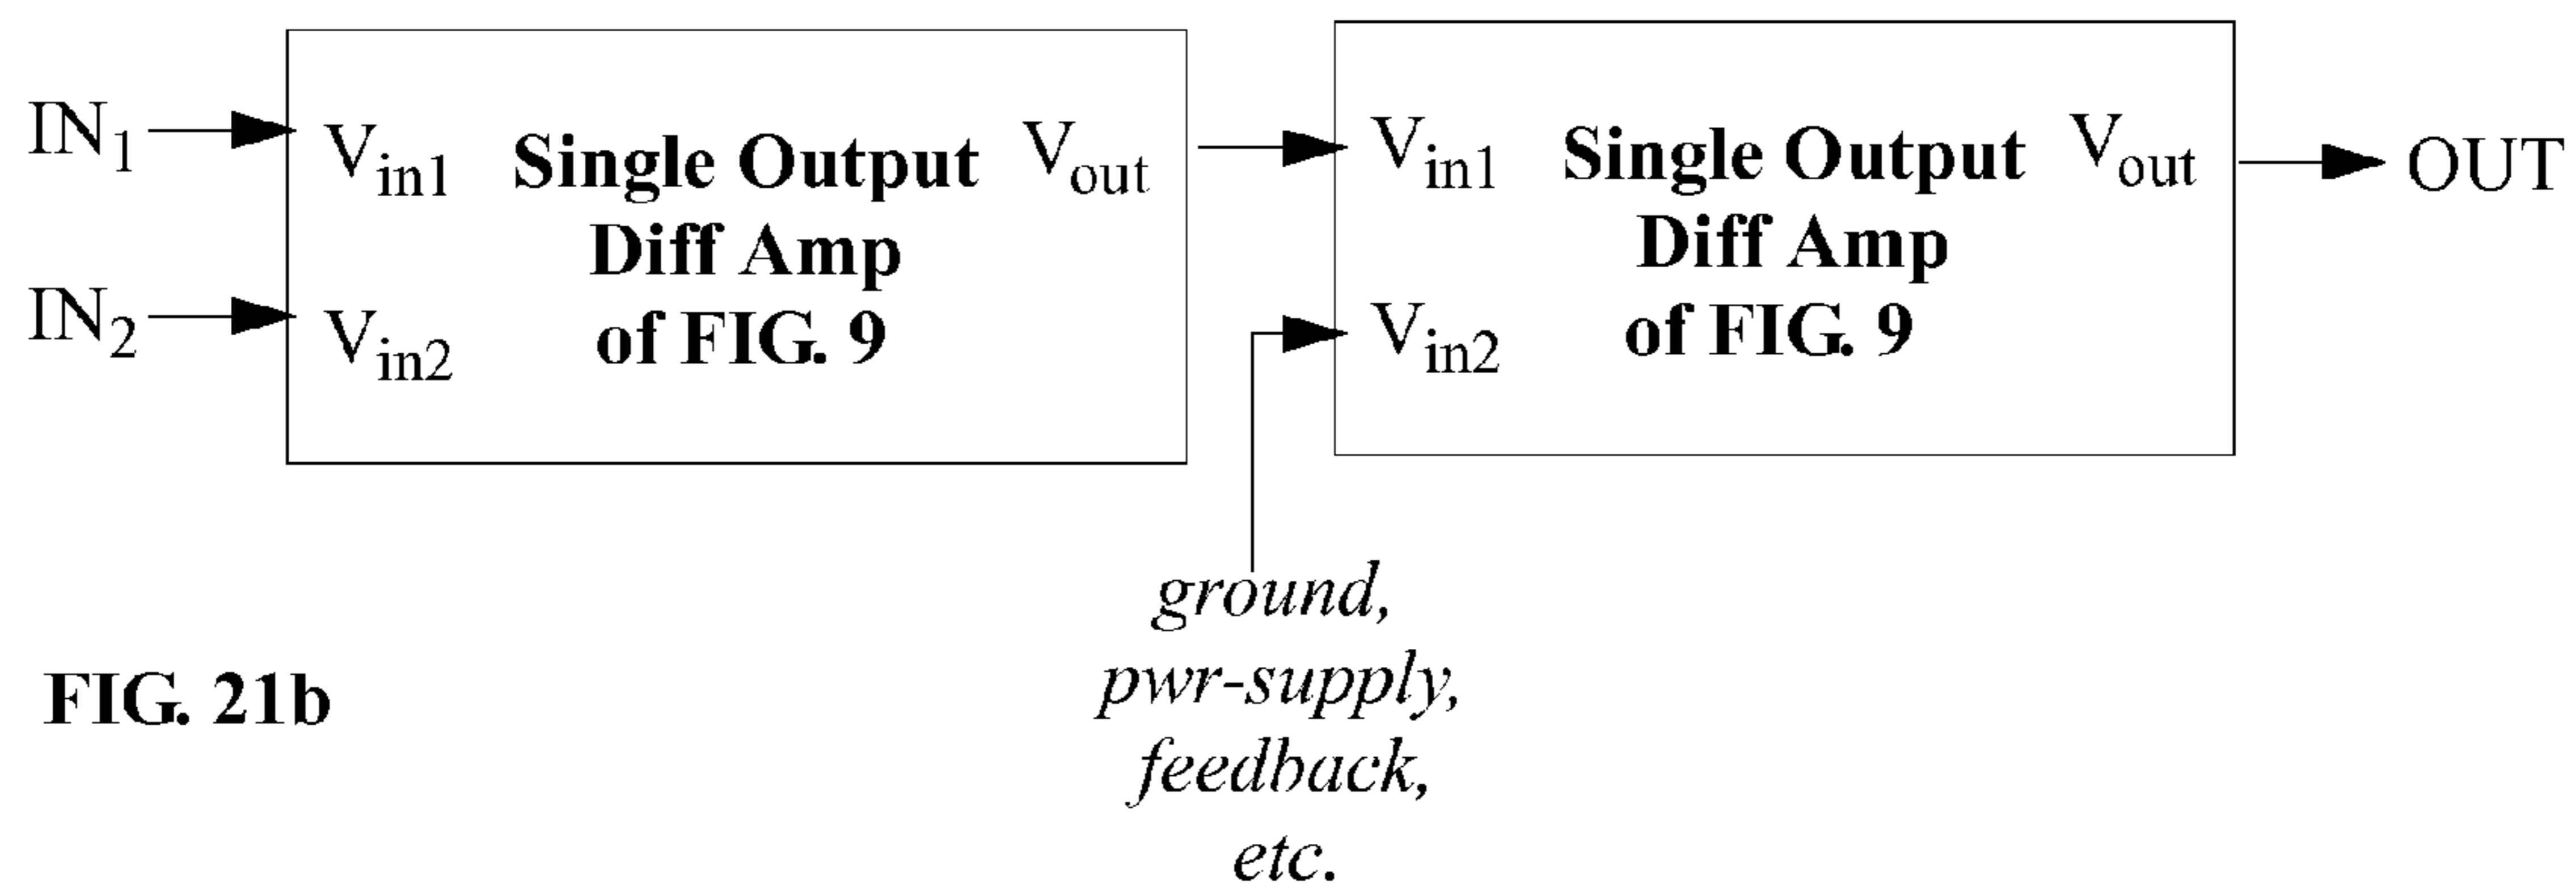 IN1 Vin1 Single Output Vout Vin1 Single Output Vout OUT
Diff Amp Diff Amp
IN2 Vin2 of FIG. 9 Vin2 of FIG. 9
ground,
pwr-supply,
feedback,
etc.
FIG. 21b